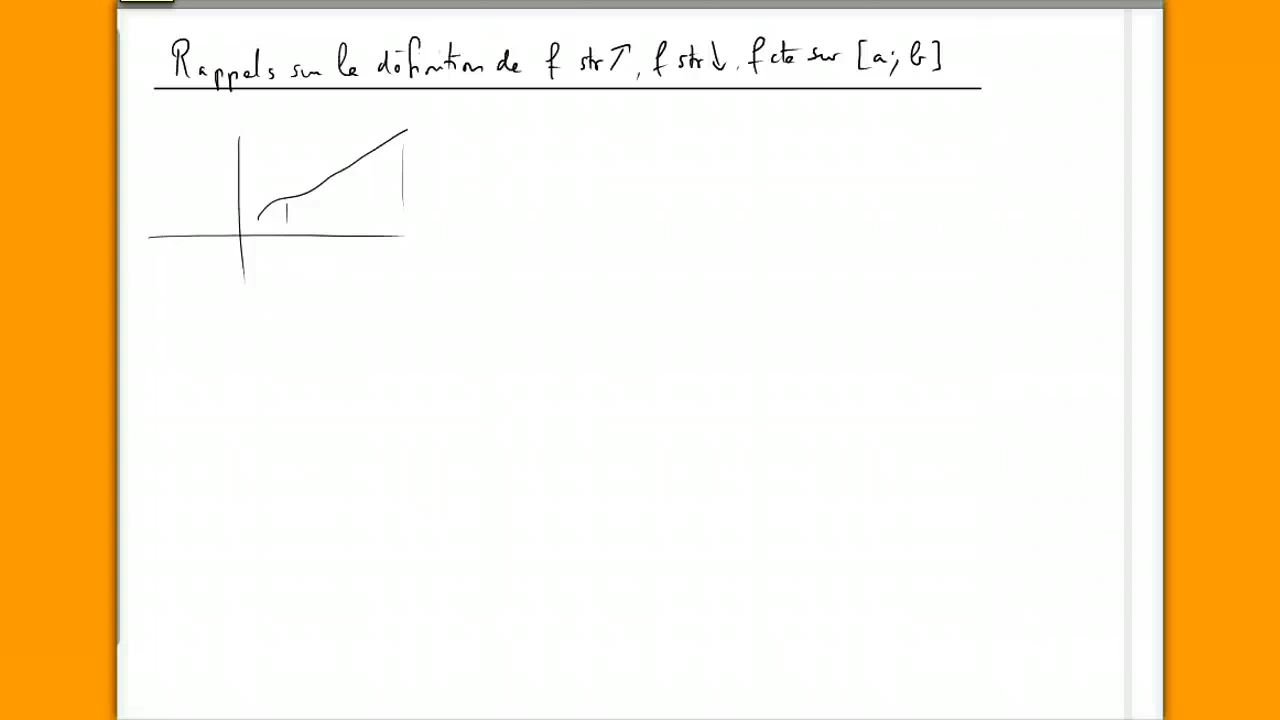 Rappels sur la définition de f str ↗, f str ↓, f cte sur [a; b]